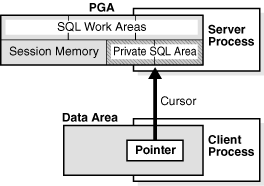 PGA
SQL Work Areas
Session Memory
Private SQL Area
Server
Process
Cursor
Data Area
Pointer
Client
Process